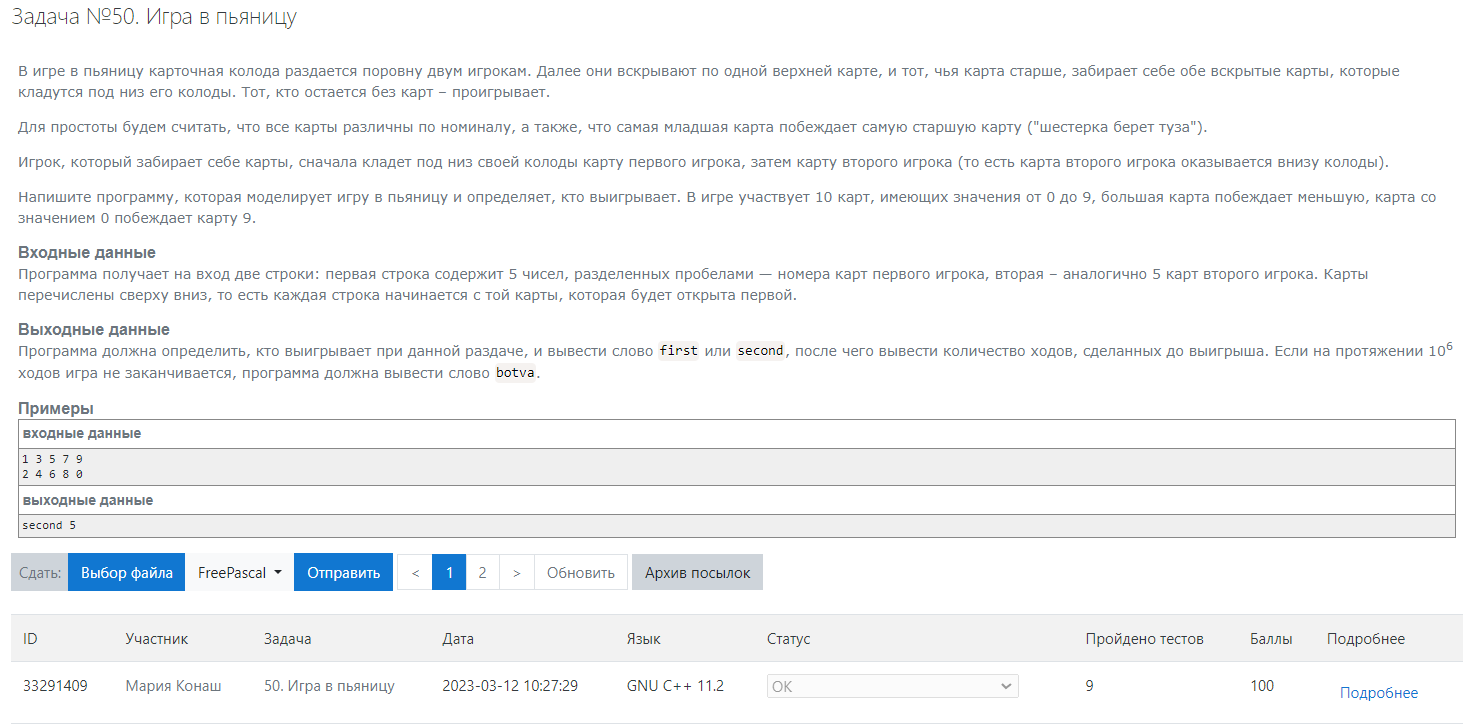 Задача №50. Игра в пьяницу
В игре в пьяницу карточная колода раздается поровну двум игрокам. Далее они вскрывают по одной верхней карте, и тот, чья карта старше, забирает себе обе вскрытые карты, которые
кладутся под низ его колоды. Тот, кто остается без карт – проигрывает.
Для простоты будем считать, что все карты различны по номиналу, а также, что самая младшая карта побеждает самую старшую карту ("шестерка берет туза").
Игрок, который забирает себе карты, сначала кладет под низ своей колоды карту первого игрока, затем карту второго игрока (то есть карта второго игрока оказывается внизу колоды).
Напишите программу, которая моделирует игру в пьяницу и определяет, кто выигрывает. В игре участвует 10 карт, имеющих значения от 0 до 9, большая карта побеждает меньшую, карта со
значением 0 побеждает карту 9.
Входные данные
Программа получает на вход две строки: первая строка содержит 5 чисел, разделенных пробелами — номера карт первого игрока, вторая – аналогично 5 карт второго игрока. Карты
перечислены сверху вниз, то есть каждая строка начинается с той карты, которая будет открыта первой.
Выходные данные
Программа должна определить, кто выигрывает при данной раздаче, и вывести слово first или second, после чего вывести количество ходов, сделанных до выигрыша. Если на протяжении 10⁶
ходов игра не заканчивается, программа должна вывести слово botva.
Примеры
входные данные
1 3 5 7 9
2 4 6 8 0
выходные данные
second 5
Сдать: Выбор файла FreePascal Отправить < 1 2 > Обновить Архив посылок
ID Участник Задача Дата Язык Статус Пройдено тестов Баллы Подробнее
33291409 Мария Конаш 50. Игра в пьяницу 2023-03-12 10:27:29 GNU C++ 11.2 OK 9 100 Подробнее